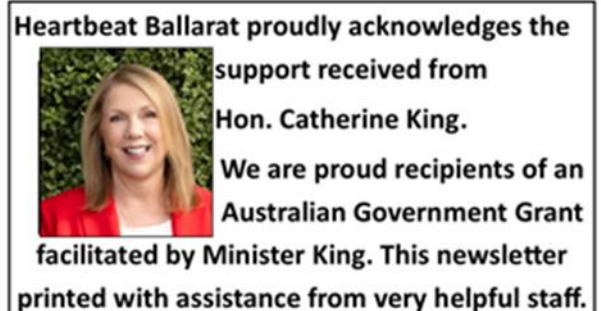 Heartbeat Ballarat proudly acknowledges the
support received from
Hon. Catherine King.
We are proud recipients of an
Australian Government Grant
facilitated by Minister King. This newsletter
printed with assistance from very helpful staff.